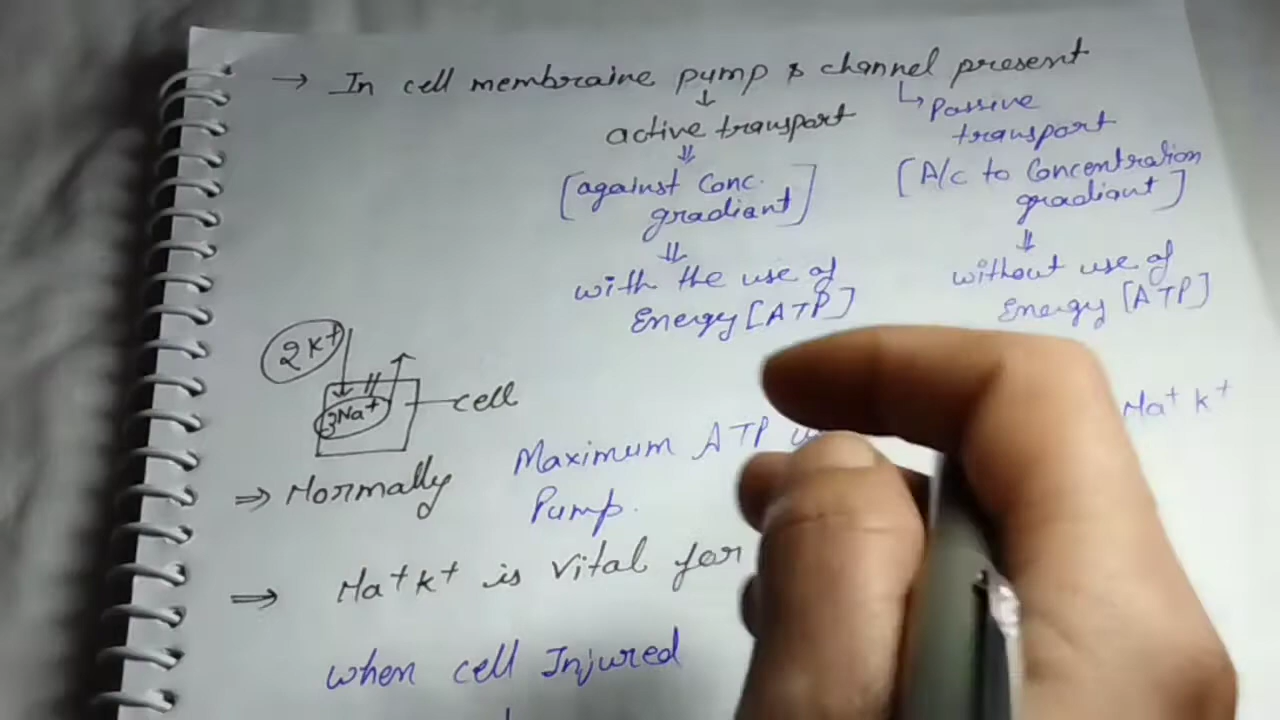 → In cell membraine pump & channel present
↓ ↳ Passive
active transport transport
⇓ [A/c to Concentration
[against Conc. gradiant]
gradiant] ⇓
⇓ without use of
with the use of Energy [ATP]
Energy [ATP]
2K+
3Na+ cell
Maximum ATP Na+ K+
⇒ Normally Pump.
⇒ Na+K+ is vital for
when cell Injured